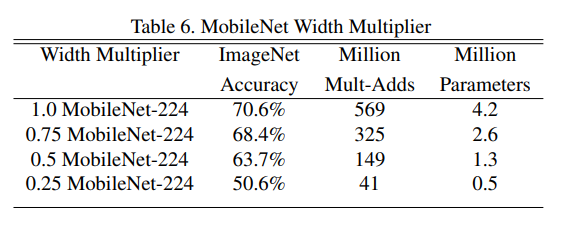 Table 6. MobileNet Width Multiplier
Width Multiplier ImageNet Million Million
Accuracy Mult-Adds Parameters
1.0 MobileNet-224 70.6% 569 4.2
0.75 MobileNet-224 68.4% 325 2.6
0.5 MobileNet-224 63.7% 149 1.3
0.25 MobileNet-224 50.6% 41 0.5